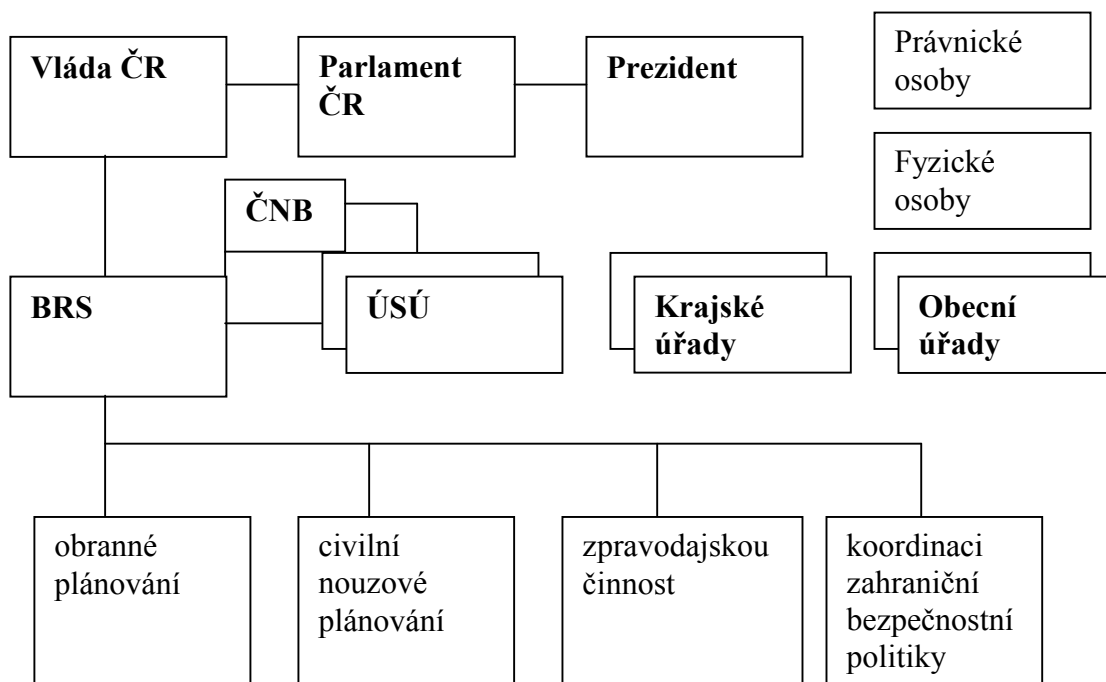 Vláda ČR
Parlament
ČR
Prezident
Právnické
osoby
Fyzické
osoby
ČNB
BRS
ÚSÚ
Krajské
úřady
Obecní
úřady
obranné
plánování
civilní
nouzové
plánování
zpravodajskou
činnost
koordinaci
zahraniční
bezpečnostní
politiky